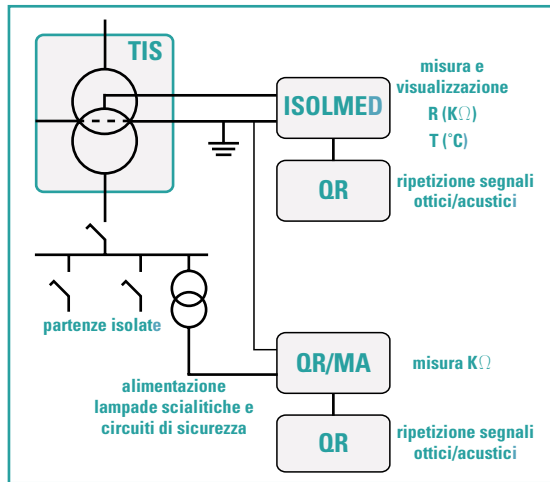 TIS
ISOLMED
misura e
visualizzazione
R (KΩ)
T (°C)
QR
ripetizione segnali
ottici/acustici
partenze isolate
alimentazione
lampade scialitiche e
circuiti di sicurezza
QR/MA
misura KΩ
QR
ripetizione segnali
ottici/acustici